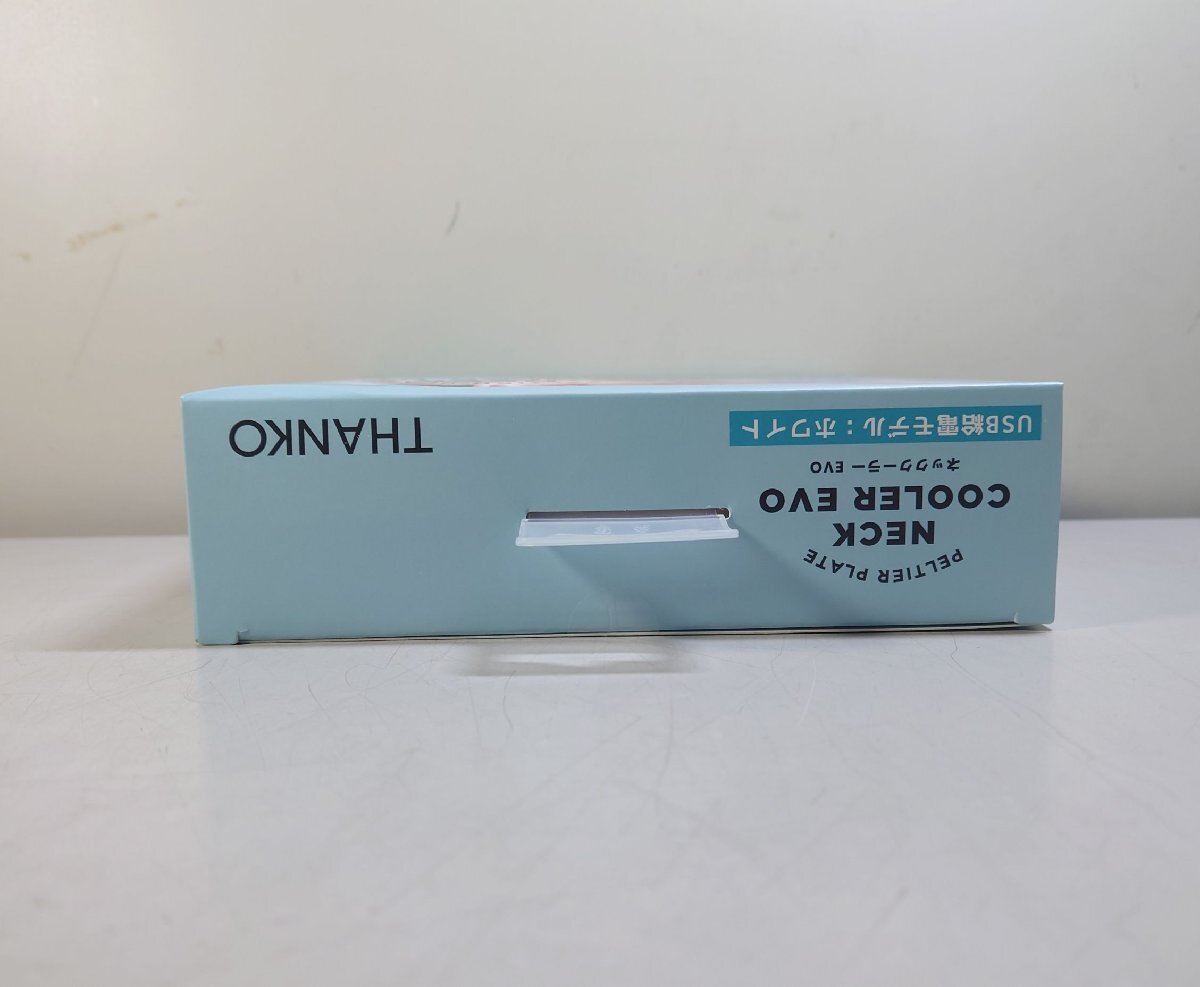 PELTIER PLATE
NECK
COOLER EVO
ネッククーラー EVO
USB給電モデル：ホワイト
THANKO